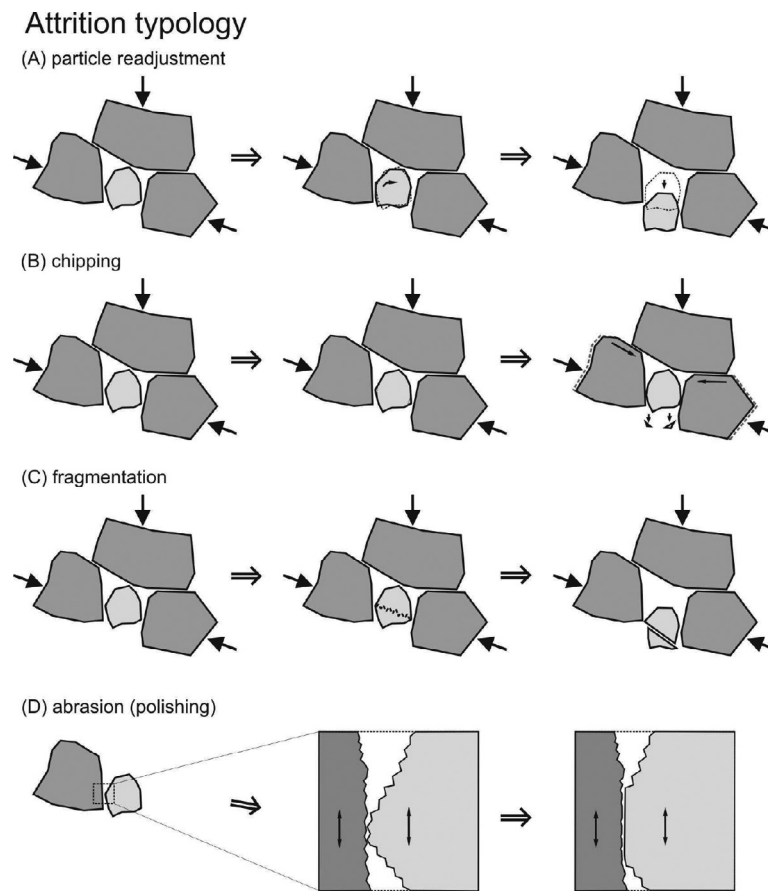 Attrition typology
(A) particle readjustment
(B) chipping
(C) fragmentation
(D) abrasion (polishing)